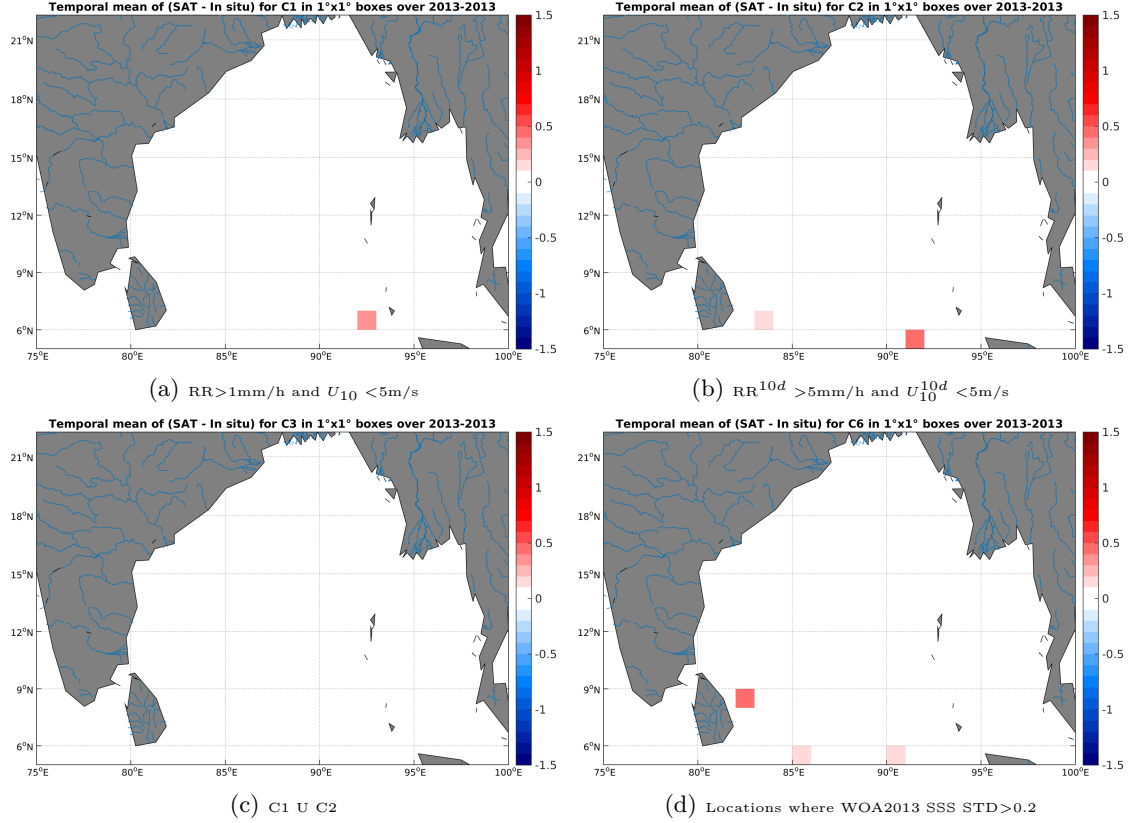 Temporal mean of (SAT - In situ) for C1 in 1°x1° boxes over 2013-2013
21°N
18°N
15°N
12°N
9°N
6°N
75°E 80°E 85°E 90°E 95°E 100°E
1.5
1
0.5
0
-0.5
-1
-1.5
(a) RR>1mm/h and U10 <5m/s
Temporal mean of (SAT - In situ) for C2 in 1°x1° boxes over 2013-2013
21°N
18°N
15°N
12°N
9°N
6°N
75°E 80°E 85°E 90°E 95°E 100°E
1.5
1
0.5
0
-0.5
-1
-1.5
(b) RR^10d >5mm/h and U10^10d <5m/s
Temporal mean of (SAT - In situ) for C3 in 1°x1° boxes over 2013-2013
21°N
18°N
15°N
12°N
9°N
6°N
75°E 80°E 85°E 90°E 95°E 100°E
1.5
1
0.5
0
-0.5
-1
-1.5
(c) C1 U C2
Temporal mean of (SAT - In situ) for C6 in 1°x1° boxes over 2013-2013
21°N
18°N
15°N
12°N
9°N
6°N
75°E 80°E 85°E 90°E 95°E 100°E
1.5
1
0.5
0
-0.5
-1
-1.5
(d) Locations where WOA2013 SSS STD>0.2